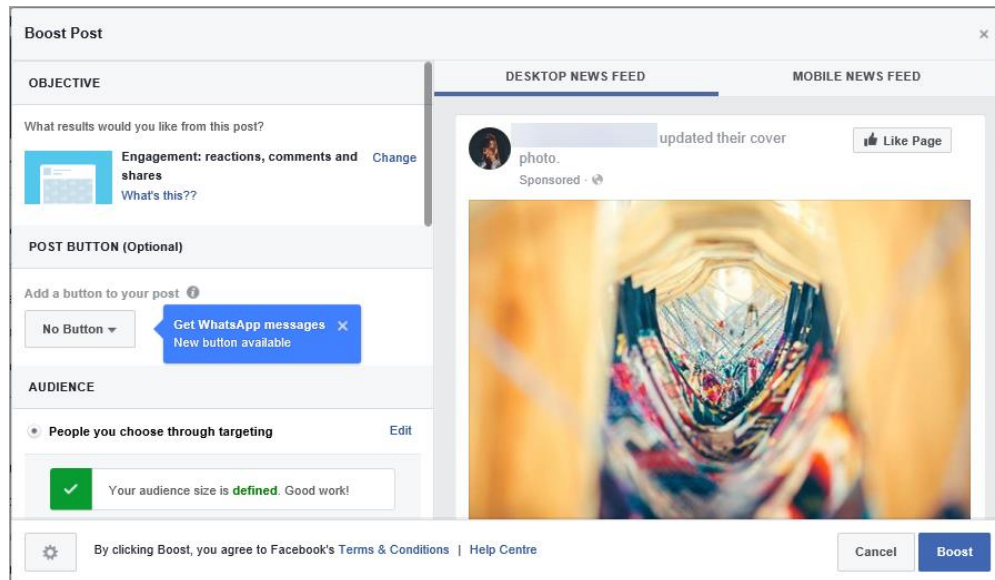 Boost Post
×
OBJECTIVE
What results would you like from this post?
Engagement: reactions, comments and
shares
Change
What's this??
POST BUTTON (Optional)
Add a button to your post
No Button
Get WhatsApp messages ×
New button available
AUDIENCE
People you choose through targeting
Edit
Your audience size is defined. Good work!
DESKTOP NEWS FEED
MOBILE NEWS FEED
updated their cover
photo.
Sponsored ·
Like Page
By clicking Boost, you agree to Facebook's Terms & Conditions | Help Centre
Cancel
Boost